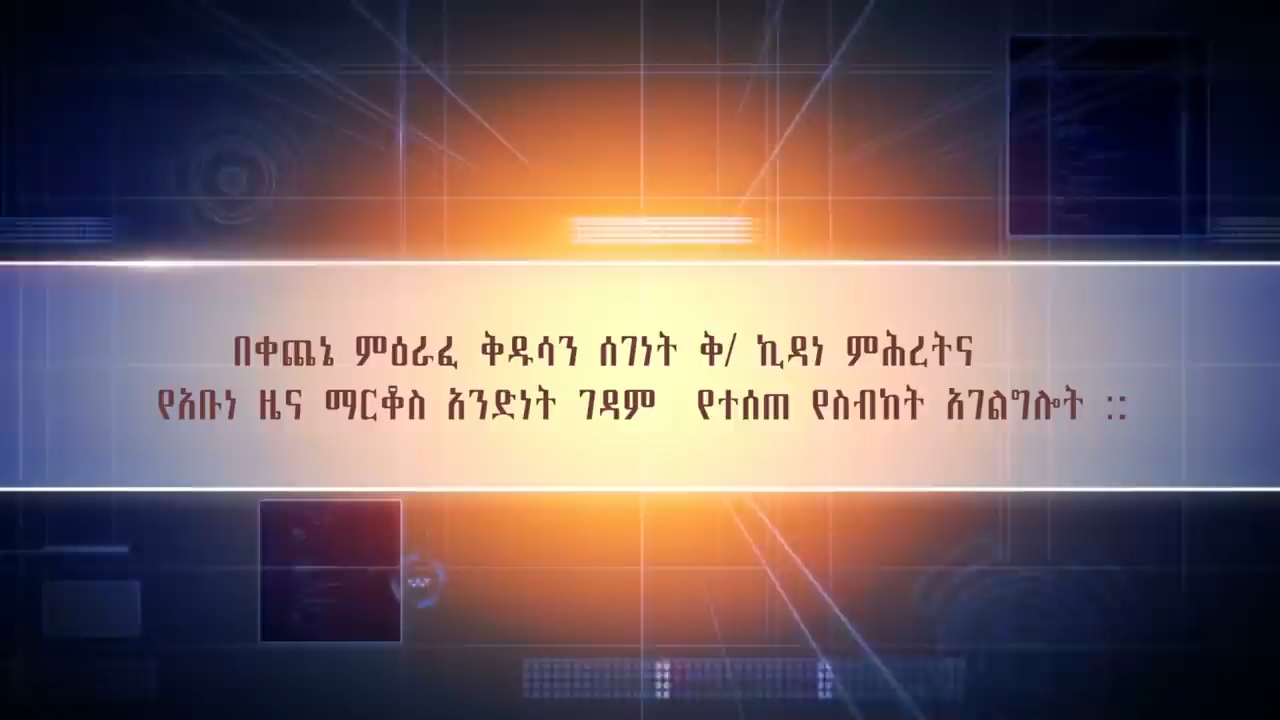 በቀጨኔ ምዕራፈ ቅዱሳን ሰገነት ቅ/ ኪዳነ ምሕረትና
የአቡነ ዜና ማርቆስ አንድነት ገዳም የተሰጠ የስብከት አገልግሎት ::